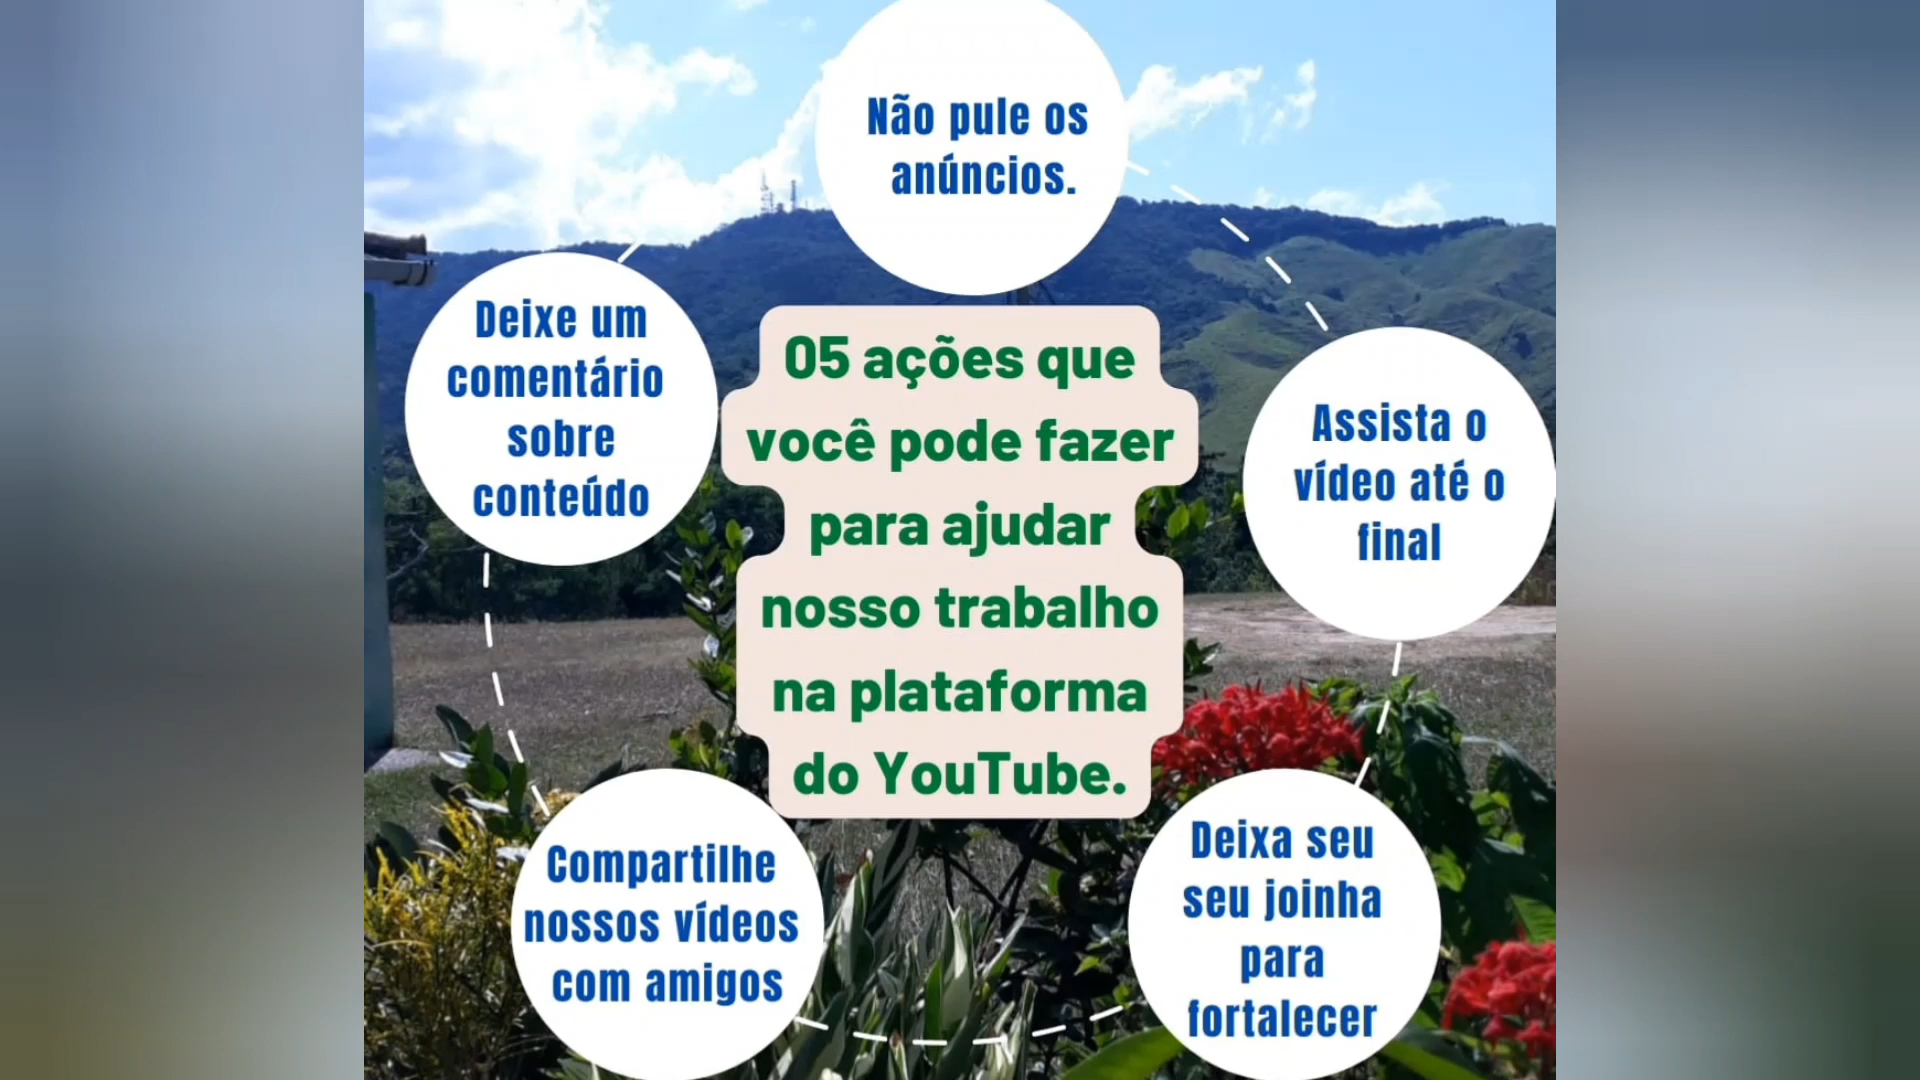 Não pule os
anúncios.
Deixe um
comentário
sobre
conteúdo
05 ações que
você pode fazer
para ajudar
nosso trabalho
na plataforma
do YouTube.
Assista o
vídeo até o
final
Compartilhe
nossos vídeos
com amigos
Deixa seu
seu joinha
para
fortalecer